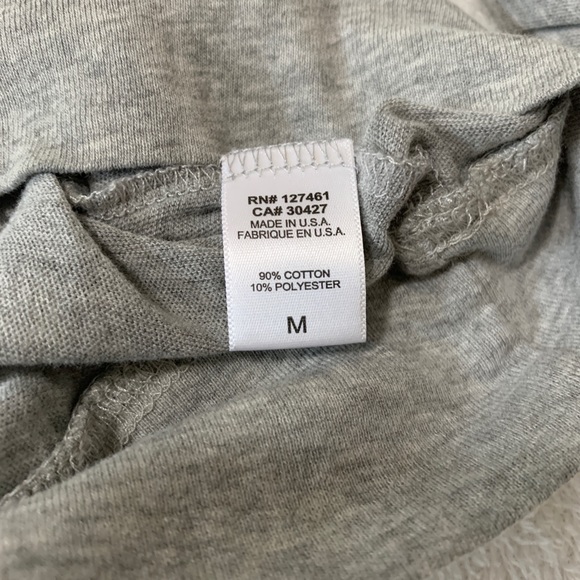 RN# 127461
CA# 30427
MADE IN U.S.A.
FABRIQUE EN U.S.A.
90% COTTON
10% POLYESTER
M